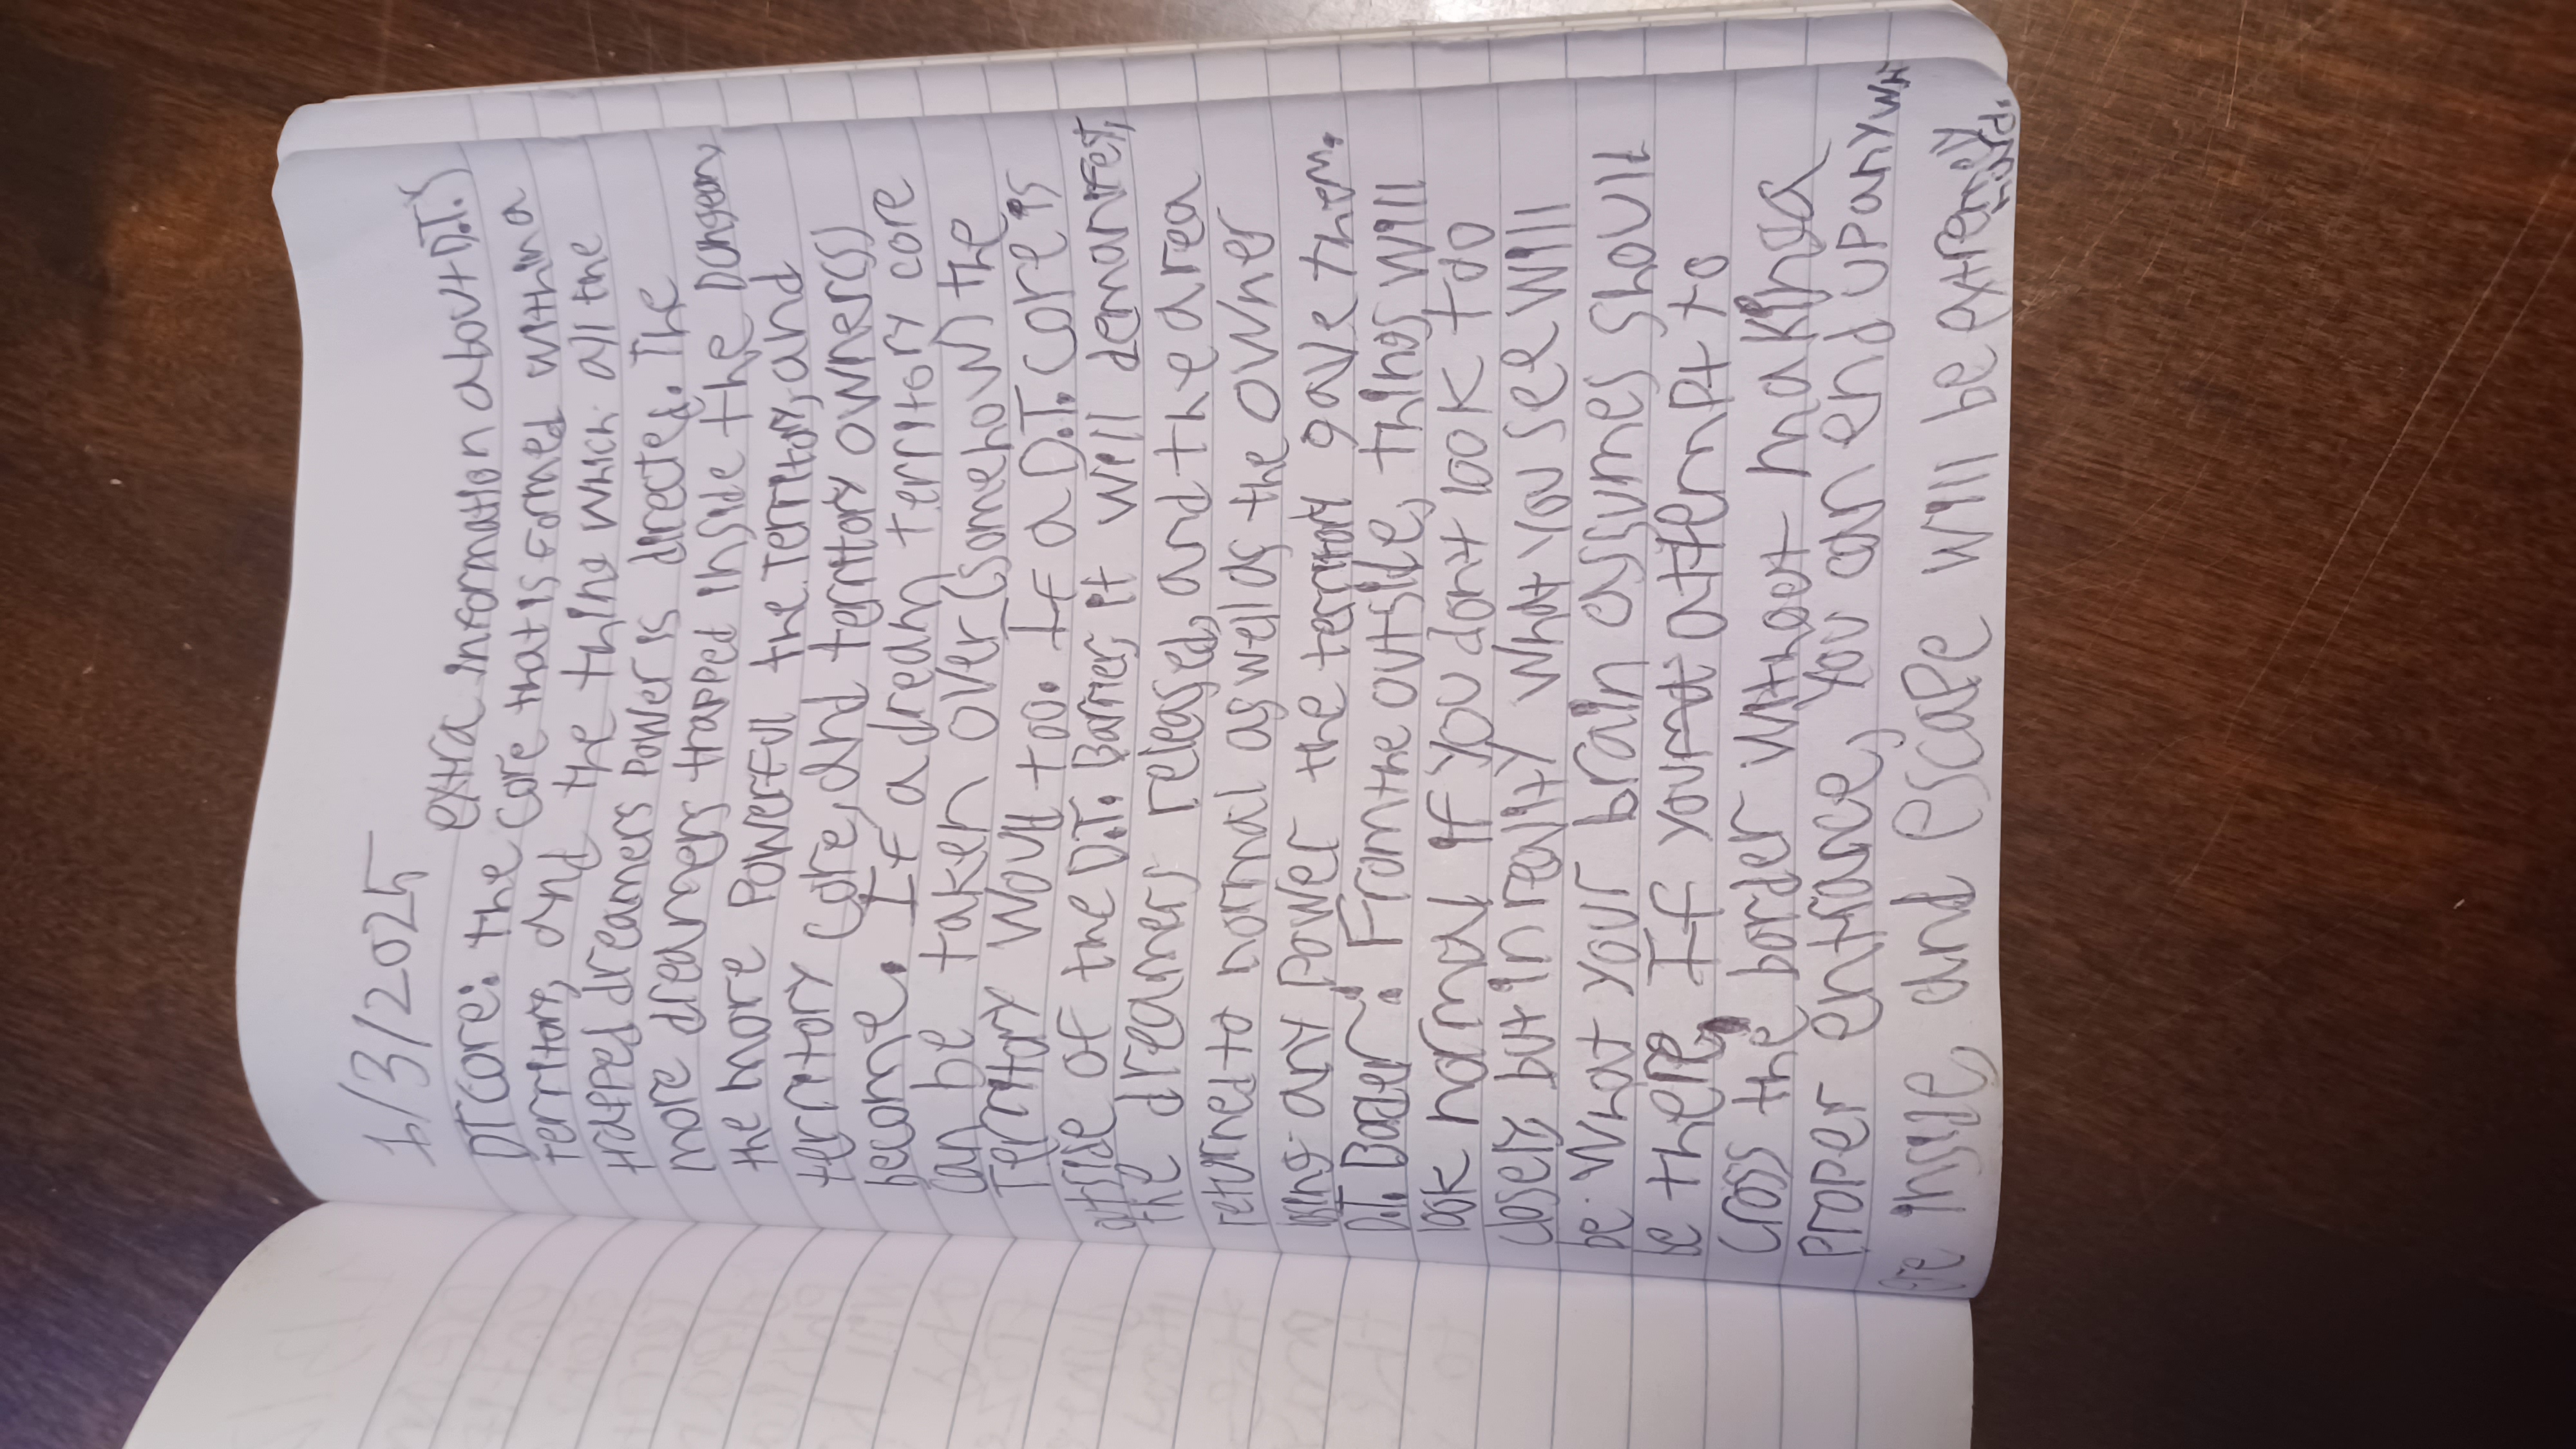 1/3/2025
extra information about D.T.s
DT core: the core that is formed within a
territory, and the thing which all the
trapped dreamers power is directed. The
more dreamers trapped inside the Dungeon,
the more powerful the Territory, and
territory core, and territory owner(s)
become. If a dream territory core
can be taken over (somehow) the
Territory would too. If a D.T. core is
outside of the D.T. Barrier, it will demanifest,
the dreamers released, and the area
returned to normal as well as the owner
losing any power the territory gave them.
D.T. Border: From the outside, things will
look normal if you dont look too
closely, but in reality what you see will
be what your brain assumes should
be there. If you attempt to
cross the border without making a
proper entrance, you can end up anywh
ere inside, and escape will be extremely
hard.